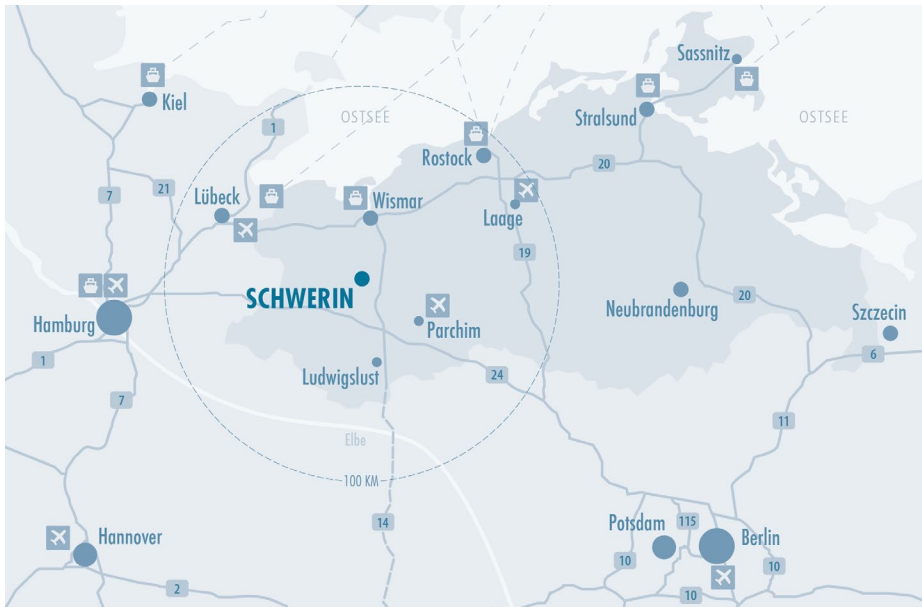 Sassnitz
Kiel
OSTSEE
Stralsund
OSTSEE
1
Rostock
20
7
21
Lübeck
Wismar
Laage
19
SCHWERIN
Neubrandenburg
20
Hamburg
Parchim
Szczecin
1
6
Ludwigslust
24
7
11
Elbe
100 KM
14
Hannover
Potsdam
115
Berlin
10
10
2
10